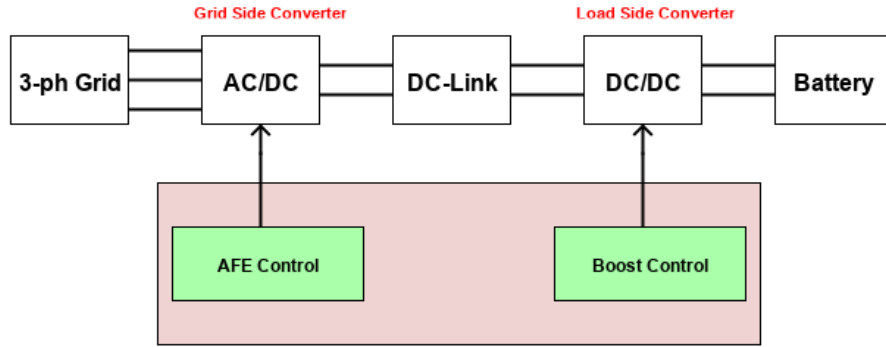 Grid Side Converter
Load Side Converter
3-ph Grid
AC/DC
DC-Link
DC/DC
Battery
AFE Control
Boost Control